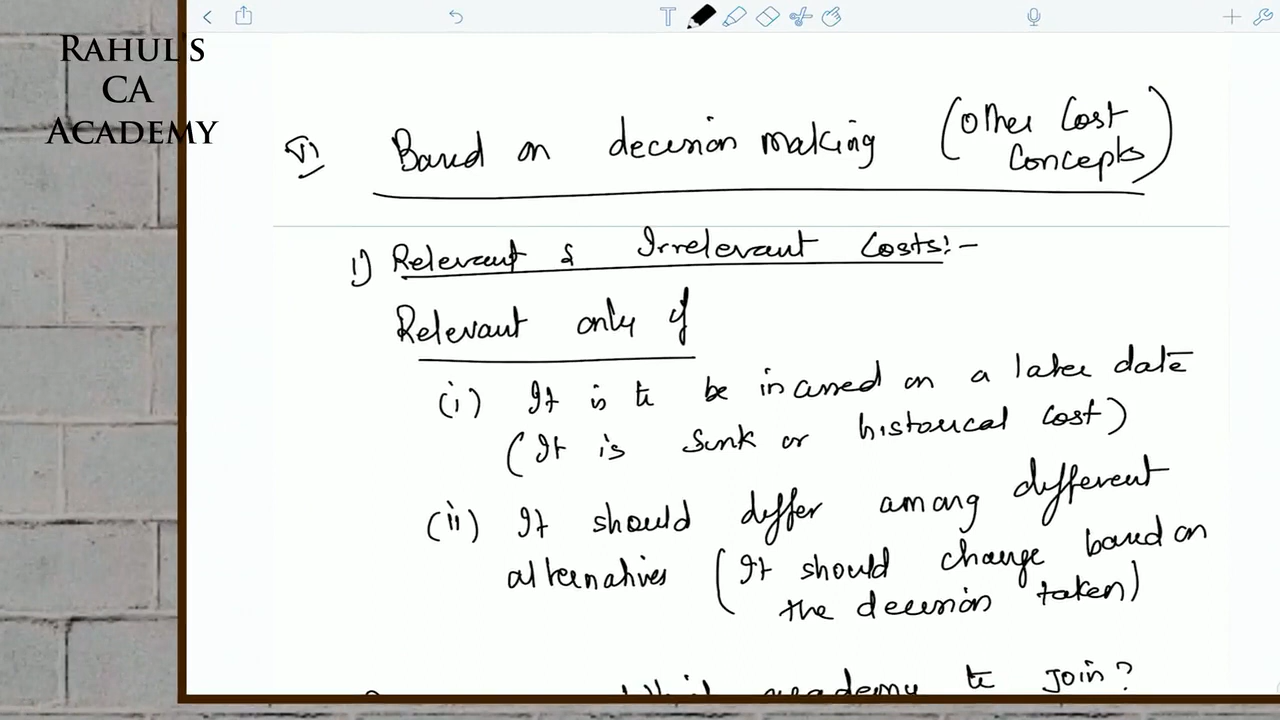 RAHUL'S
CA
ACADEMY
V) Based on decision making (Other Cost Concepts)
1) Relevant & Irrelevant Costs:-
Relevant only if
(i) It is to be incurred on a later date
(It is Sunk or historical cost)
(ii) It should differ among different
alternatives (It should change based on
the decision taken)
academy to join?